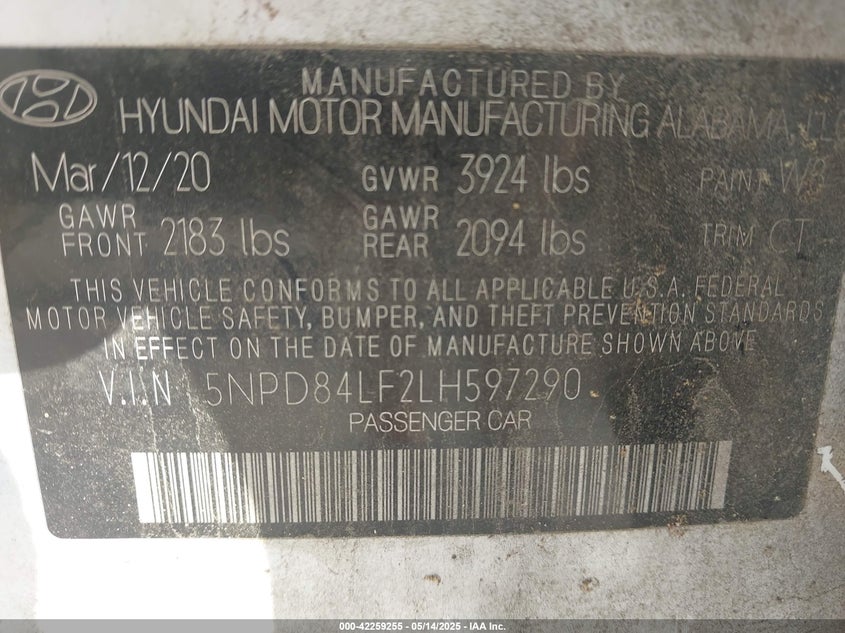 MANUFACTURED BY
HYUNDAI MOTOR MANUFACTURING ALABAMA, LLC
Mar/12/20 GVWR 3924 lbs PAINT W8
GAWR FRONT 2183 lbs GAWR REAR 2094 lbs TRIM CT
THIS VEHICLE CONFORMS TO ALL APPLICABLE U.S.A. FEDERAL
MOTOR VEHICLE SAFETY, BUMPER, AND THEFT PREVENTION STANDARDS
IN EFFECT ON THE DATE OF MANUFACTURE SHOWN ABOVE
V.I.N 5NPD84LF2LH597290
PASSENGER CAR
000-42259255 - 05/14/2025 - IAA Inc.